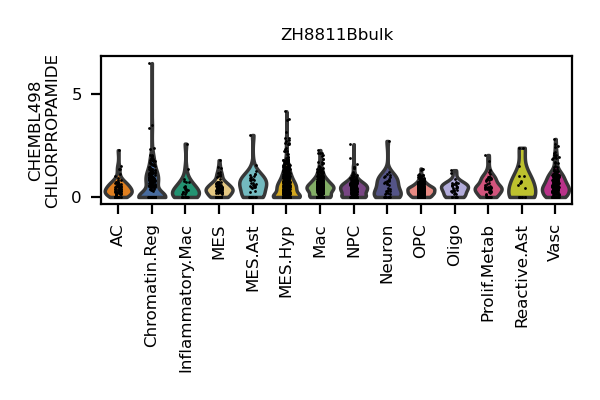 ZH8811Bbulk
CHEMBL498
CHLORPROPAMIDE
5
0
AC
Chromatin.Reg
Inflammatory.Mac
MES
MES.Ast
MES.Hyp
Mac
NPC
Neuron
OPC
Oligo
Prolif.Metab
Reactive.Ast
Vasc